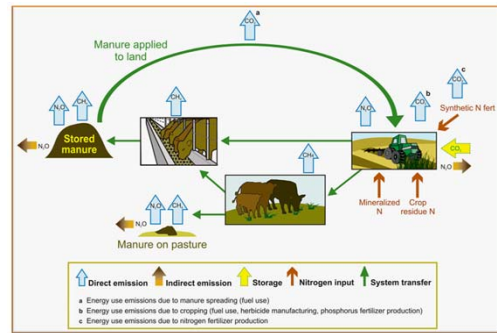 a
CO₂
Manure applied
to land
c
CO₂
b
CO₂
N₂O
CH₄
CH₄
N₂O
Synthetic N fert
Stored
manure
N₂O
CO₂
N₂O
CH₄
Mineralized
N
Crop
residue N
N₂O
CH₄
N₂O
Manure on pasture
Direct emission
Indirect emission
Storage
Nitrogen input
System transfer
a Energy use emissions due to manure spreading (fuel use)
b Energy use emissions due to cropping (fuel use, herbicide manufacturing, phosphorus fertilizer production)
c Energy use emissions due to nitrogen fertilizer production